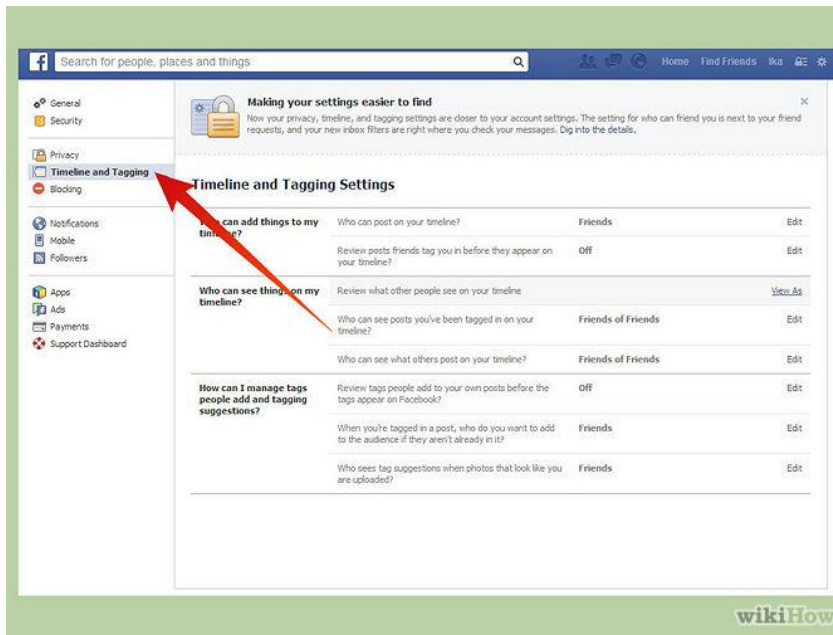 f
Search for people, places and things
Home Find Friends Ika
General
Security
Privacy
Timeline and Tagging
Blocking
Notifications
Mobile
Followers
Apps
Ads
Payments
Support Dashboard
Making your settings easier to find
Now your privacy, timeline, and tagging settings are closer to your account settings. The setting for who can friend you is next to your friend
requests, and your new inbox filters are right where you check your messages. Dig into the details.
Timeline and Tagging Settings
can add things to my
timeline?
Who can post on your timeline? Friends Edit
Review posts friends tag you in before they appear on Off Edit
your timeline?
Who can see things on my
timeline?
Review what other people see on your timeline View As
Who can see posts you've been tagged in on your Friends of Friends Edit
timeline?
Who can see what others post on your timeline? Friends of Friends Edit
How can I manage tags
people add and tagging
suggestions?
Review tags people add to your own posts before the Off Edit
tags appear on Facebook?
When you're tagged in a post, who do you want to add Friends Edit
to the audience if they aren't already in it?
Who sees tag suggestions when photos that look like you Friends Edit
are uploaded?
wikiHow